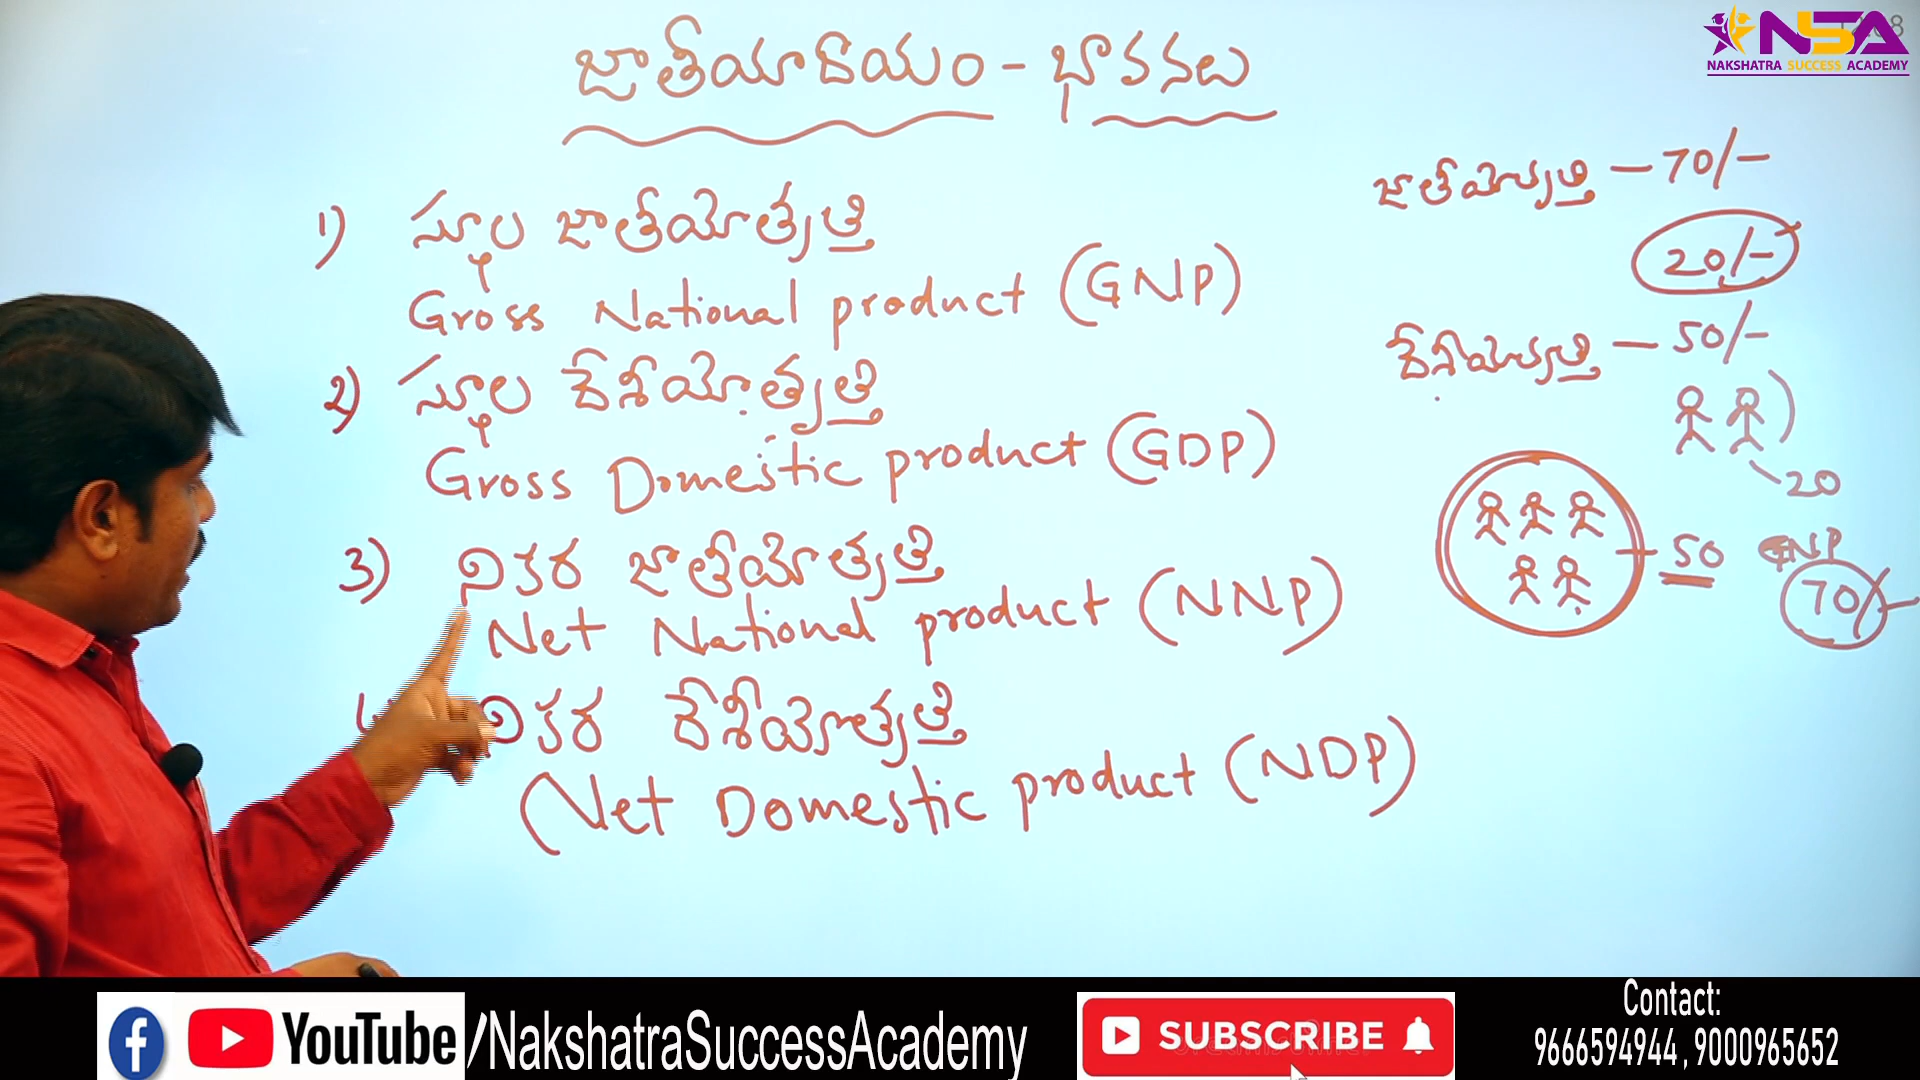 జాతీయాదాయం - భావనలు
1) స్థూల జాతీయోత్పత్తి
Gross National product (GNP)
2) స్థూల దేశీయోత్పత్తి
Gross Domestic product (GDP)
3) నికర జాతీయోత్పత్తి
Net National product (NNP)
నికర దేశీయోత్పత్తి
(Net Domestic product (NDP)
జాతీయోత్పత్తి - 70/-
20/-
దేశీయోత్పత్తి - 50/-
20
50
GNP
70/-
NSA
NAKSHATRA SUCCESS ACADEMY
YouTube /NakshatraSuccessAcademy
SUBSCRIBE
Contact:
9666594944 , 9000965652